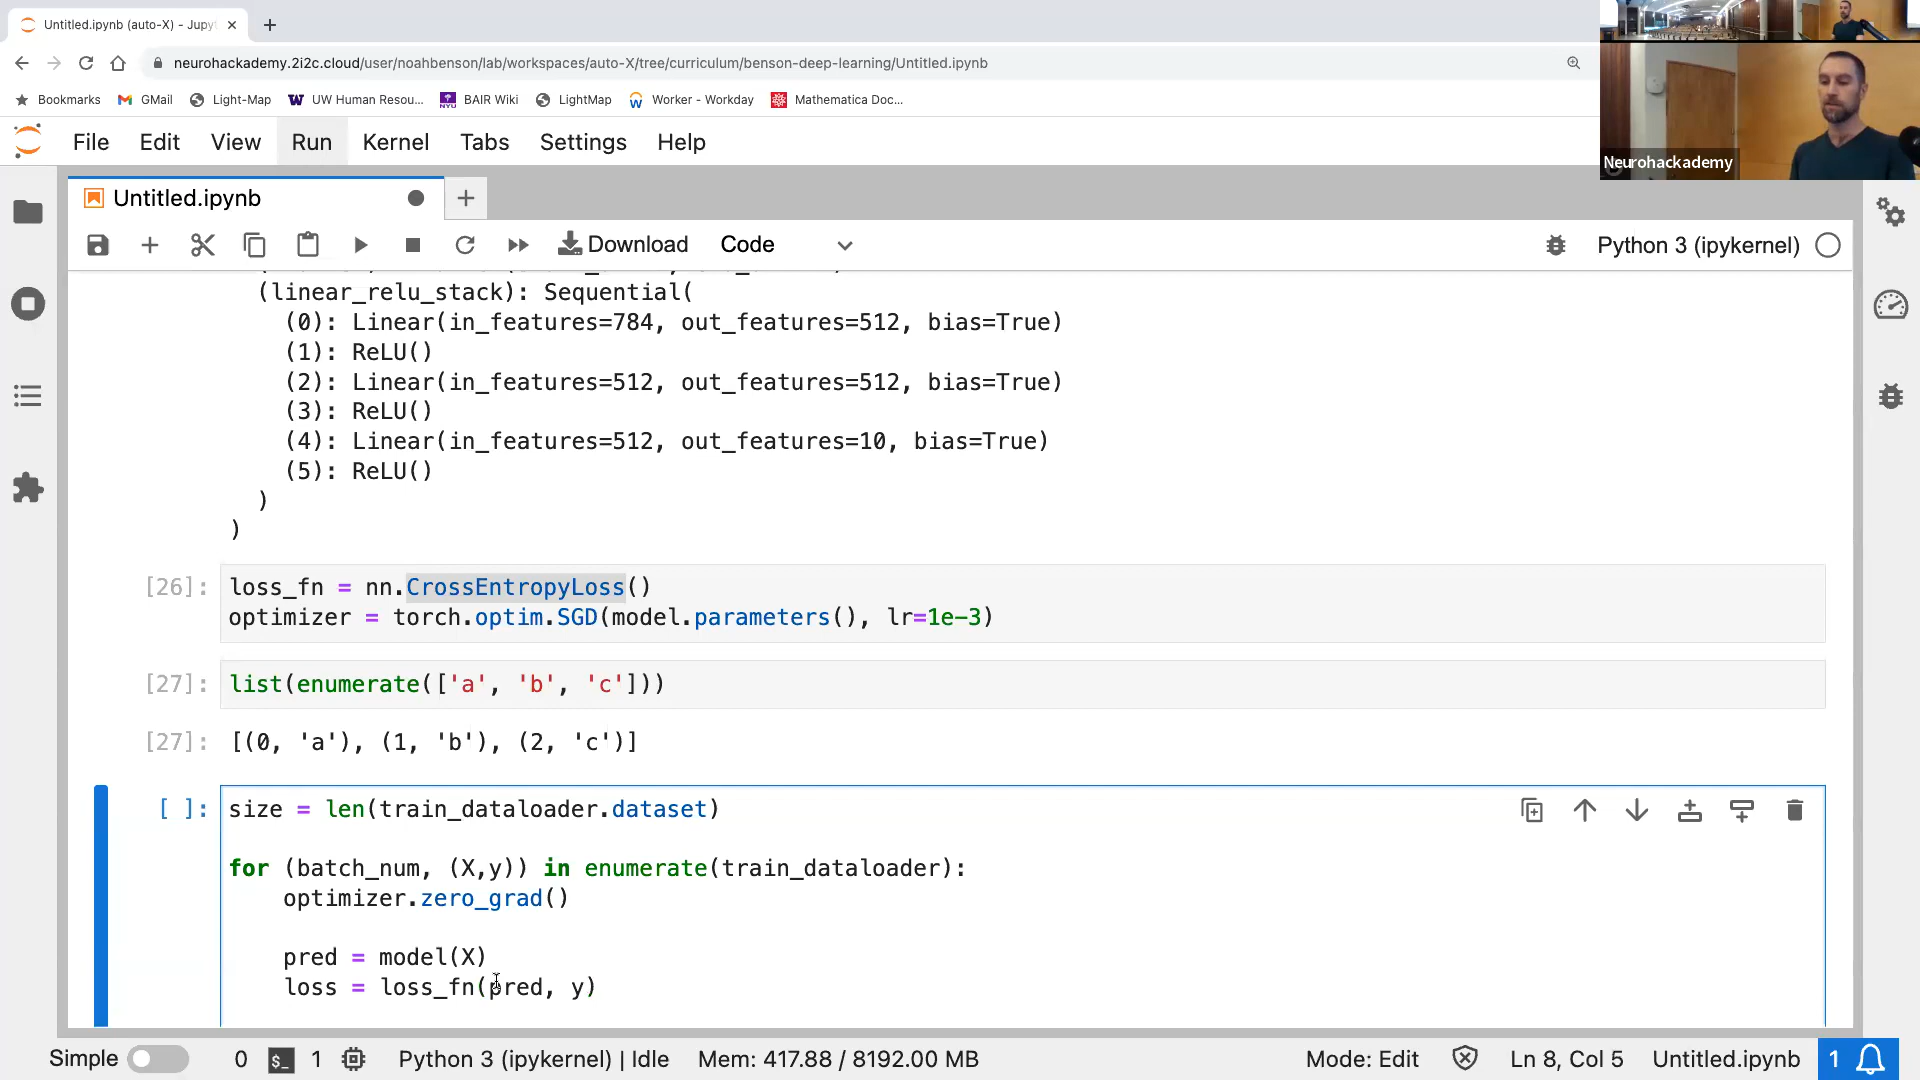 Untitled.ipynb (auto-X) - Jupyt
neurohackademy.2i2c.cloud/user/noahbenson/lab/workspaces/auto-X/tree/curriculum/benson-deep-learning/Untitled.ipynb
Bookmarks GMail Light-Map UW Human Resou... BAIR Wiki LightMap Worker - Workday Mathematica Doc...
NYU
Neurohackademy
File Edit View Run Kernel Tabs Settings Help
Untitled.ipynb
Download Code Python 3 (ipykernel)
(linear_relu_stack): Sequential(
(0): Linear(in_features=784, out_features=512, bias=True)
(1): ReLU()
(2): Linear(in_features=512, out_features=512, bias=True)
(3): ReLU()
(4): Linear(in_features=512, out_features=10, bias=True)
(5): ReLU()
)
)
[26]: loss_fn = nn.CrossEntropyLoss()
optimizer = torch.optim.SGD(model.parameters(), lr=1e-3)
[27]: list(enumerate(['a', 'b', 'c']))
[27]: [(0, 'a'), (1, 'b'), (2, 'c')]
[ ]: size = len(train_dataloader.dataset)
for (batch_num, (X,y)) in enumerate(train_dataloader):
optimizer.zero_grad()
pred = model(X)
loss = loss_fn(pred, y)
Simple 0 $_ 1 Python 3 (ipykernel) | Idle Mem: 417.88 / 8192.00 MB Mode: Edit Ln 8, Col 5 Untitled.ipynb 1